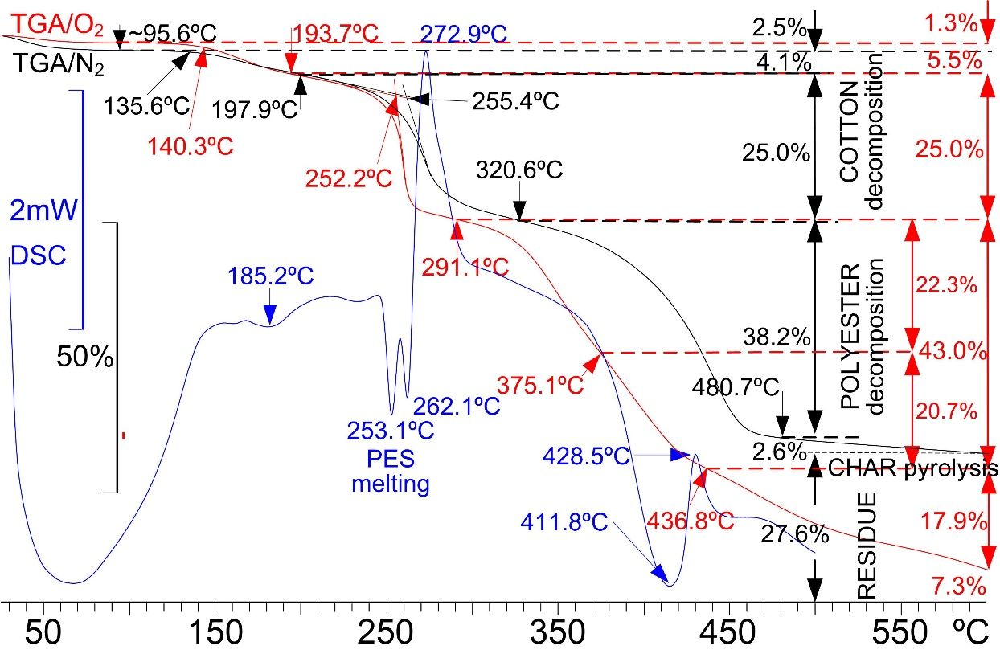 TGA/O₂
~95.6ºC
193.7ºC
272.9ºC
2.5%
1.3%
TGA/N₂
4.1%
5.5%
135.6ºC
197.9ºC
255.4ºC
140.3ºC
252.2ºC
320.6ºC
25.0%
COTTON
decomposition
25.0%
2mW
DSC
185.2ºC
291.1ºC
22.3%
50%
38.2%
POLYESTER
decomposition
43.0%
375.1ºC
480.7ºC
262.1ºC
20.7%
253.1ºC
PES
melting
428.5ºC
2.6%
CHAR pyrolysis
411.8ºC
436.8ºC
27.6%
RESIDUE
17.9%
7.3%
50
150
250
350
450
550
ºC